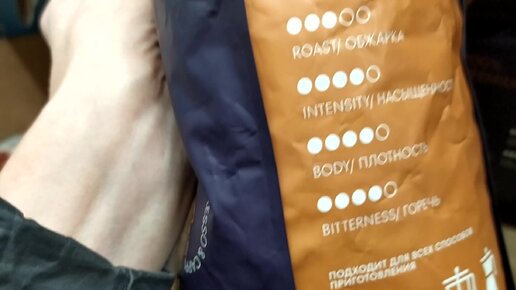 ROAST/ ОБЖАРКА
INTENSITY/ НАСЫЩЕННОС
BODY/ ПЛОТНОСТЬ
BITTERNESS/ ГОРЕЧЬ
ПОДХОДИТ ДЛЯ ВСЕХ СПОСОБОВ
ПРИГОТОВЛЕНИЯ